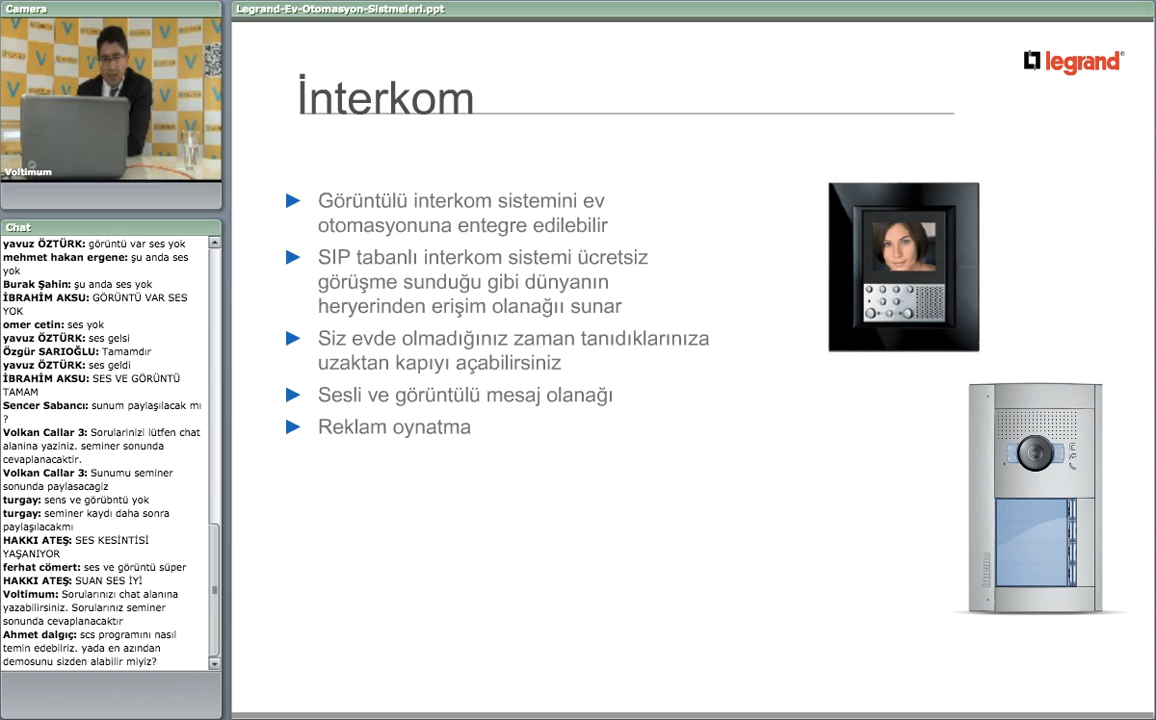 Camera
Voltimum
Chat
yavuz ÖZTÜRK: görüntü var ses yok
mehmet hakan ergene: şu anda ses
yok
Burak Şahin: şu anda ses yok
İBRAHİM AKSU: GÖRÜNTÜ VAR SES
YOK
omer cetin: ses yok
yavuz ÖZTÜRK: ses gelsi
Özgür SARIOĞLU: Tamamdır
yavuz ÖZTÜRK: ses geldi
İBRAHİM AKSU: SES VE GÖRÜNTÜ
TAMAM
Sencer Sabancı: sunum paylaşılacak mı
?
Volkan Callar 3: Sorularinizi lütfen chat
alanina yaziniz. seminer sonunda
cevaplanacaktir.
Volkan Callar 3: Sunumu seminer
sonunda paylasacagiz
turgay: sens ve görübntü yok
turgay: seminer kaydı daha sonra
paylaşılacakmı
HAKKI ATEŞ: SES KESİNTİSİ
YAŞANIYOR
ferhat cömert: ses ve görüntü süper
HAKKI ATEŞ: SUAN SES İYİ
Voltimum: Sorularınızı chat alanına
yazabilirsiniz. Sorularınız seminer
sonunda cevaplanacaktır
Ahmet dalgıç: scs programını nasıl
temin edebilriz. yada en azından
demosunu sizden alabilir miyiz?
Legrand-Ev-Otomasyon-Sistmeleri.ppt
legrand®
İnterkom
Görüntülü interkom sistemini ev
otomasyonuna entegre edilebilir
SIP tabanlı interkom sistemi ücretsiz
görüşme sunduğu gibi dünyanın
heryerinden erişim olanağıı sunar
Siz evde olmadığınız zaman tanıdıklarınıza
uzaktan kapıyı açabilirsiniz
Sesli ve görüntülü mesaj olanağı
Reklam oynatma
bticino